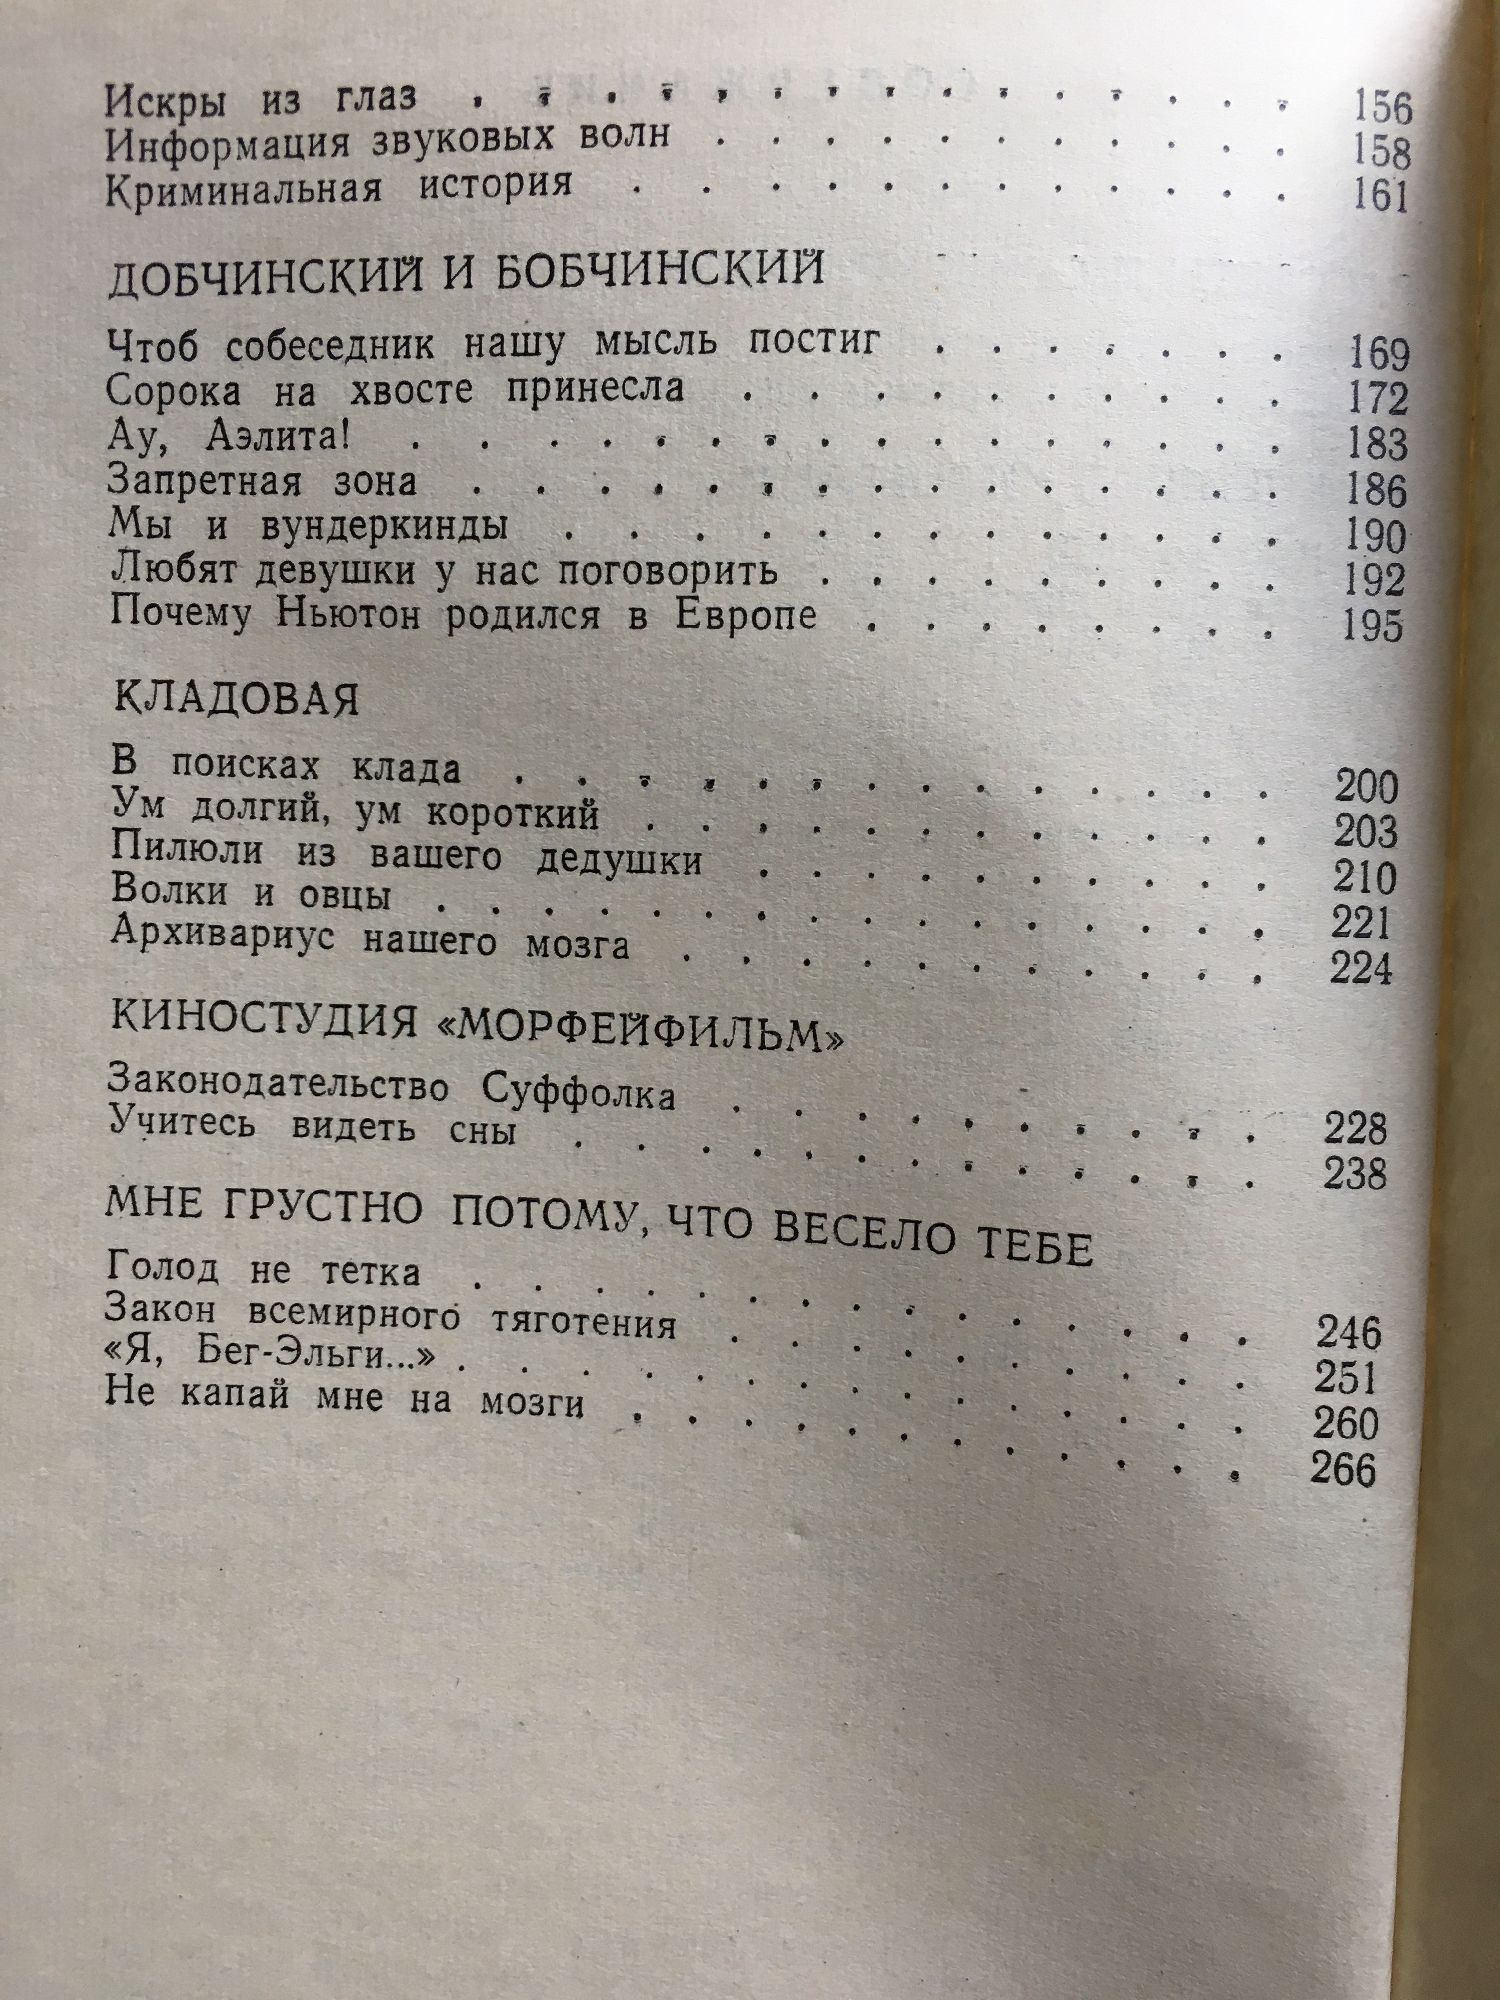 Искры из глаз . . . . . . . . . . . . . . . 156
Информация звуковых волн . . . . . . . . . . . 158
Криминальная история . . . . . . . . . . . . 161
ДОБЧИНСКИЙ И БОБЧИНСКИЙ
Чтоб собеседник нашу мысль постиг . . . . . . . 169
Сорока на хвосте принесла . . . . . . . . . . 172
Ау, Аэлита! . . . . . . . . . . . . . . . . 183
Запретная зона . . . . . . . . . . . . . . . 186
Мы и вундеркинды . . . . . . . . . . . . . 190
Любят девушки у нас поговорить . . . . . . . . . 192
Почему Ньютон родился в Европе . . . . . . . . 195
КЛАДОВАЯ
В поисках клада . . . . . . . . . . . . . . 200
Ум долгий, ум короткий . . . . . . . . . . . . 203
Пилюли из вашего дедушки . . . . . . . . . . 210
Волки и овцы . . . . . . . . . . . . . . . . 221
Архивариус нашего мозга . . . . . . . . . . . 224
КИНОСТУДИЯ «МОРФЕЙФИЛЬМ»
Законодательство Суффолка . . . . . . . . . . 228
Учитесь видеть сны . . . . . . . . . . . . . 238
МНЕ ГРУСТНО ПОТОМУ, ЧТО ВЕСЕЛО ТЕБЕ
Голод не тетка . . . . . . . . . . . . . . . 246
Закон всемирного тяготения . . . . . . . . . . 251
«Я, Бег-Эльги...» . . . . . . . . . . . . . . . 260
Не капай мне на мозги . . . . . . . . . . . . 266